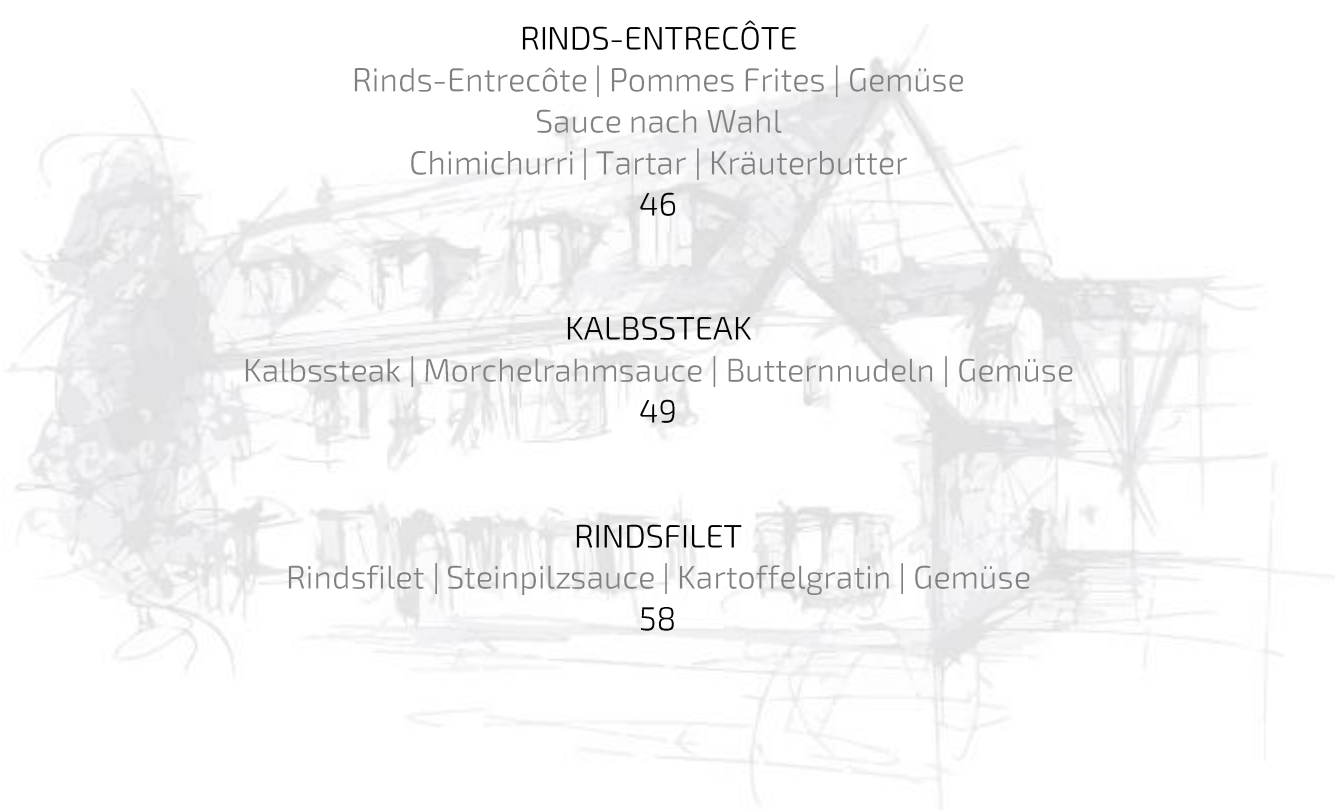 RINDS-ENTRECÔTE
Rinds-Entrecôte | Pommes Frites | Gemüse
Sauce nach Wahl
Chimichurri | Tartar | Kräuterbutter
46
KALBSSTEAK
Kalbssteak | Morchelrahmsauce | Butternnudeln | Gemüse
49
RINDSFILET
Rindsfilet | Steinpilzsauce | Kartoffelgratin | Gemüse
58